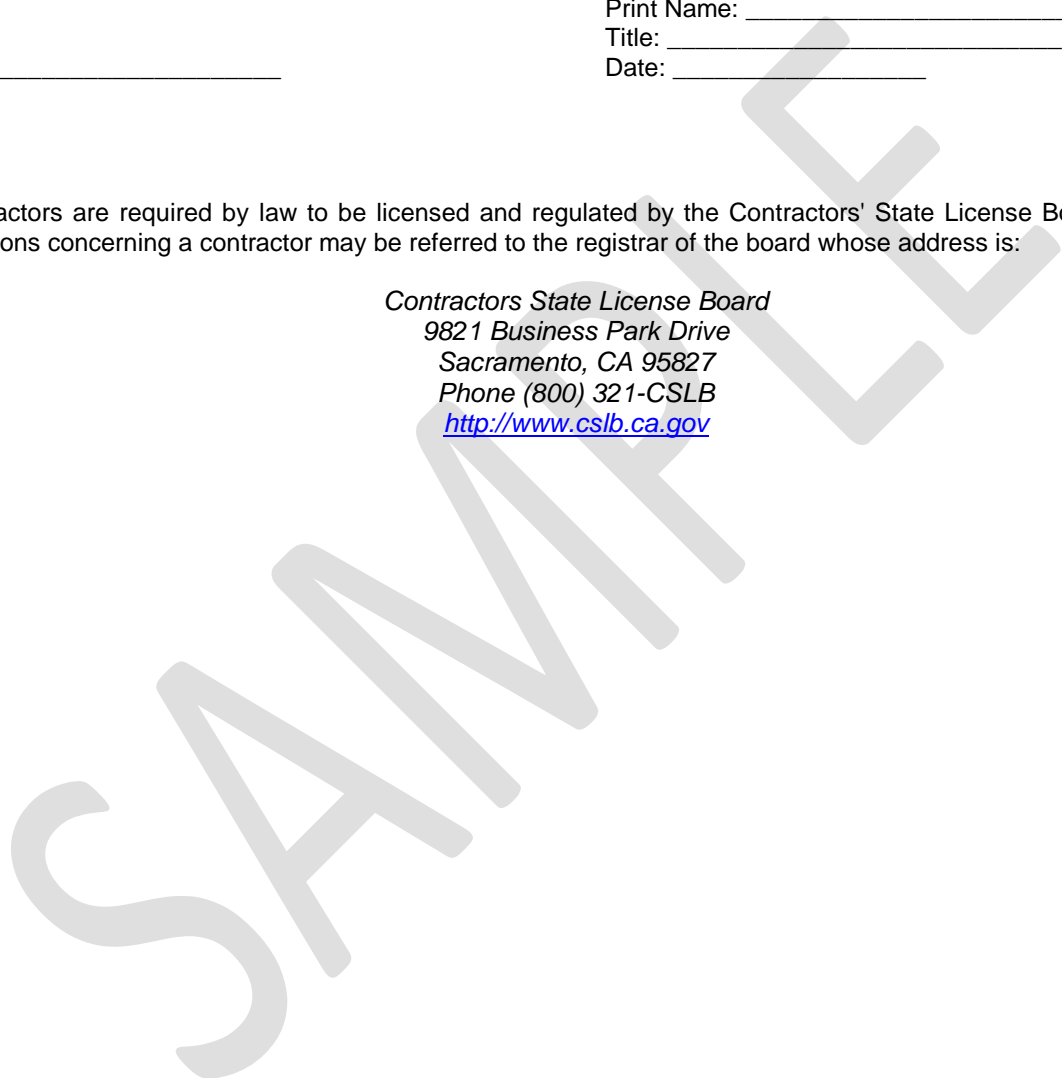 Print Name: _______________________
Title: ____________________________
____________________ Date: __________________
actors are required by law to be licensed and regulated by the Contractors' State License Bo
ons concerning a contractor may be referred to the registrar of the board whose address is:
Contractors State License Board
9821 Business Park Drive
Sacramento, CA 95827
Phone (800) 321-CSLB
http://www.cslb.ca.gov
SAMPLE